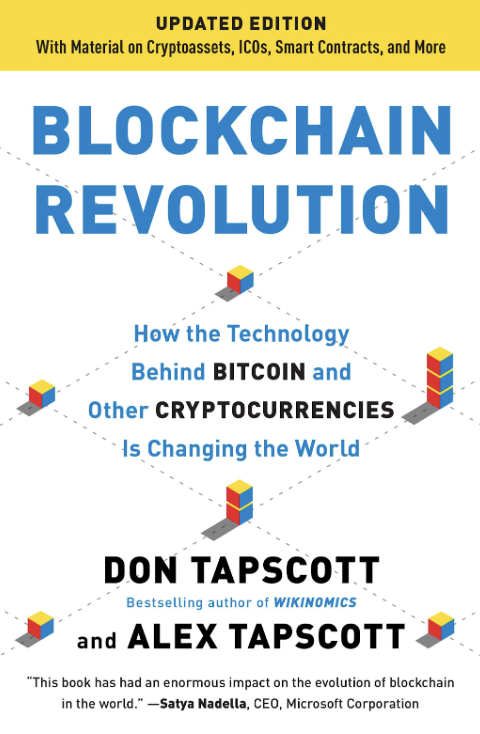 UPDATED EDITION
With Material on Cryptoassets, ICOs, Smart Contracts, and More
BLOCKCHAIN
REVOLUTION
How the Technology
Behind BITCOIN and
Other CRYPTOCURRENCIES
Is Changing the World
DON TAPSCOTT
Bestselling author of WIKINOMICS
and ALEX TAPSCOTT
"This book has had an enormous impact on the evolution of blockchain
in the world." —Satya Nadella, CEO, Microsoft Corporation